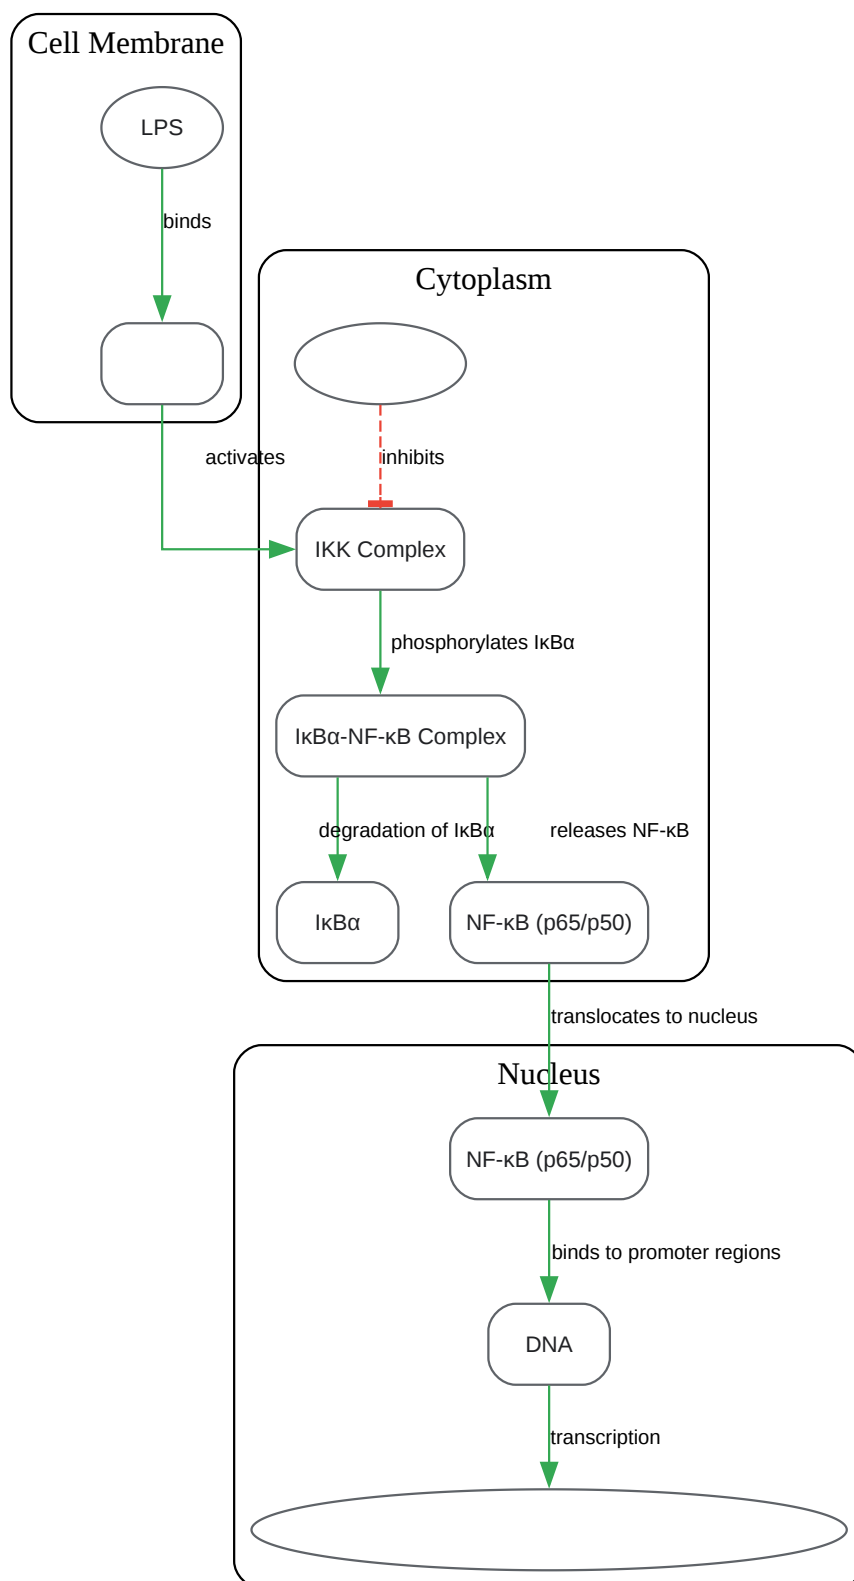 Cell Membrane
LPS
binds
Cytoplasm
activates
inhibits
IKK Complex
phosphorylates IκBα
IκBα-NF-κB Complex
degradation of IκBα
releases NF-κB
IκBα
NF-κB (p65/p50)
translocates to nucleus
Nucleus
NF-κB (p65/p50)
binds to promoter regions
DNA
transcription